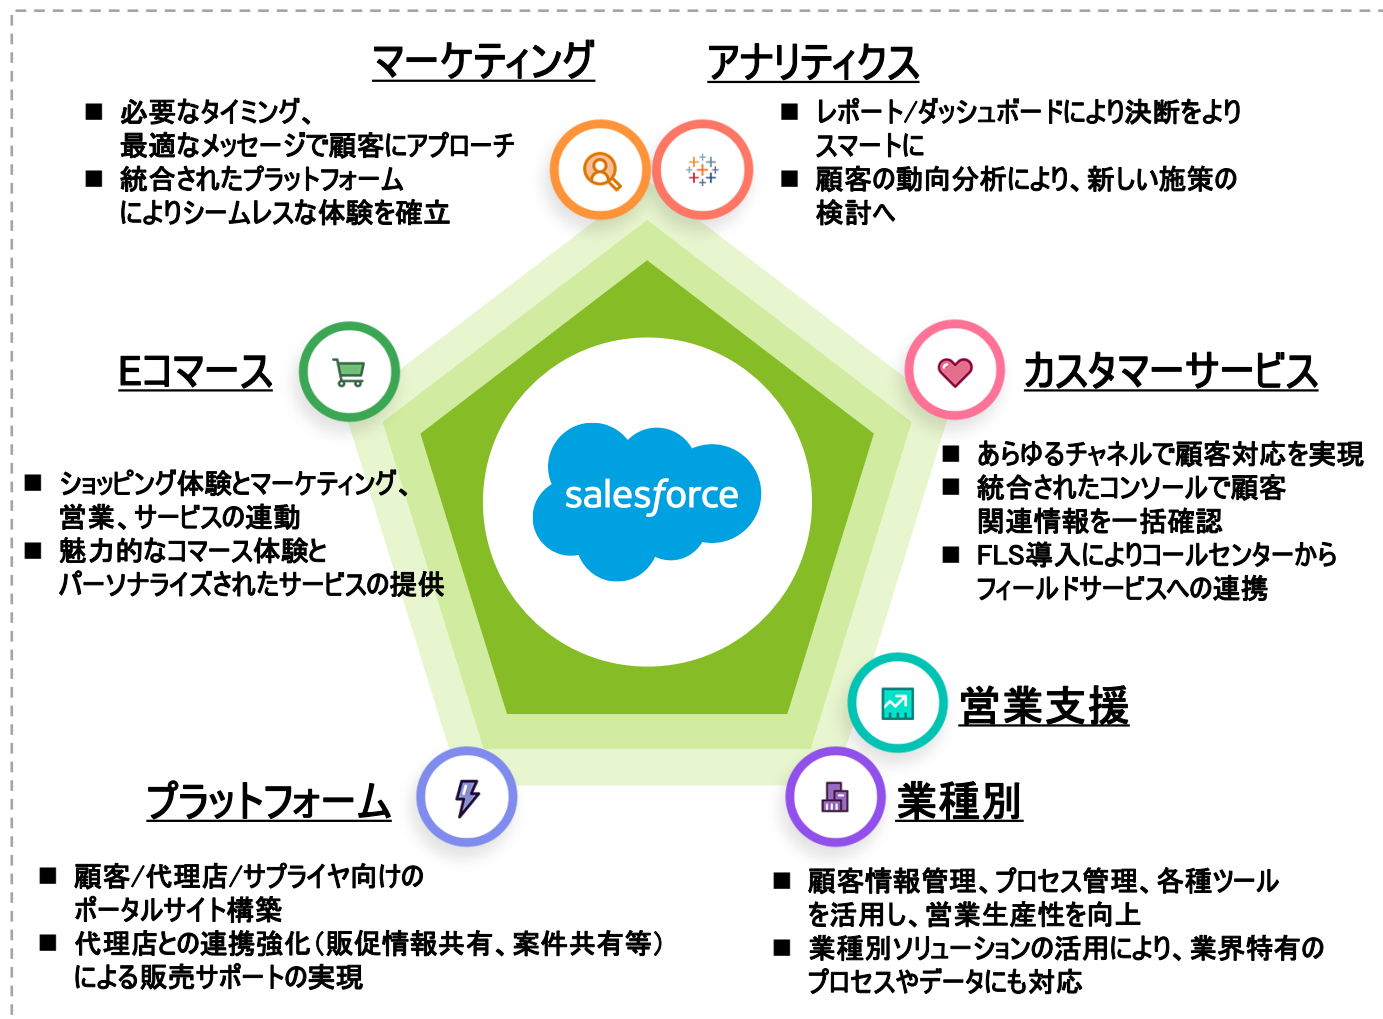 マーケティング
■ 必要なタイミング、
最適なメッセージで顧客にアプローチ
■ 統合されたプラットフォーム
によりシームレスな体験を確立
アナリティクス
■ レポート/ダッシュボードにより決断をより
スマートに
■ 顧客の動向分析により、新しい施策の
検討へ
Eコマース
■ ショッピング体験とマーケティング、
営業、サービスの連動
■ 魅力的なコマース体験と
パーソナライズされたサービスの提供
salesforce
カスタマーサービス
■ あらゆるチャネルで顧客対応を実現
■ 統合されたコンソールで顧客
関連情報を一括確認
■ FLS導入によりコールセンターから
フィールドサービスへの連携
営業支援
プラットフォーム
■ 顧客/代理店/サプライヤ向けの
ポータルサイト構築
■ 代理店との連携強化（販促情報共有、案件共有等）
による販売サポートの実現
業種別
■ 顧客情報管理、プロセス管理、各種ツール
を活用し、営業生産性を向上
■ 業種別ソリューションの活用により、業界特有の
プロセスやデータにも対応